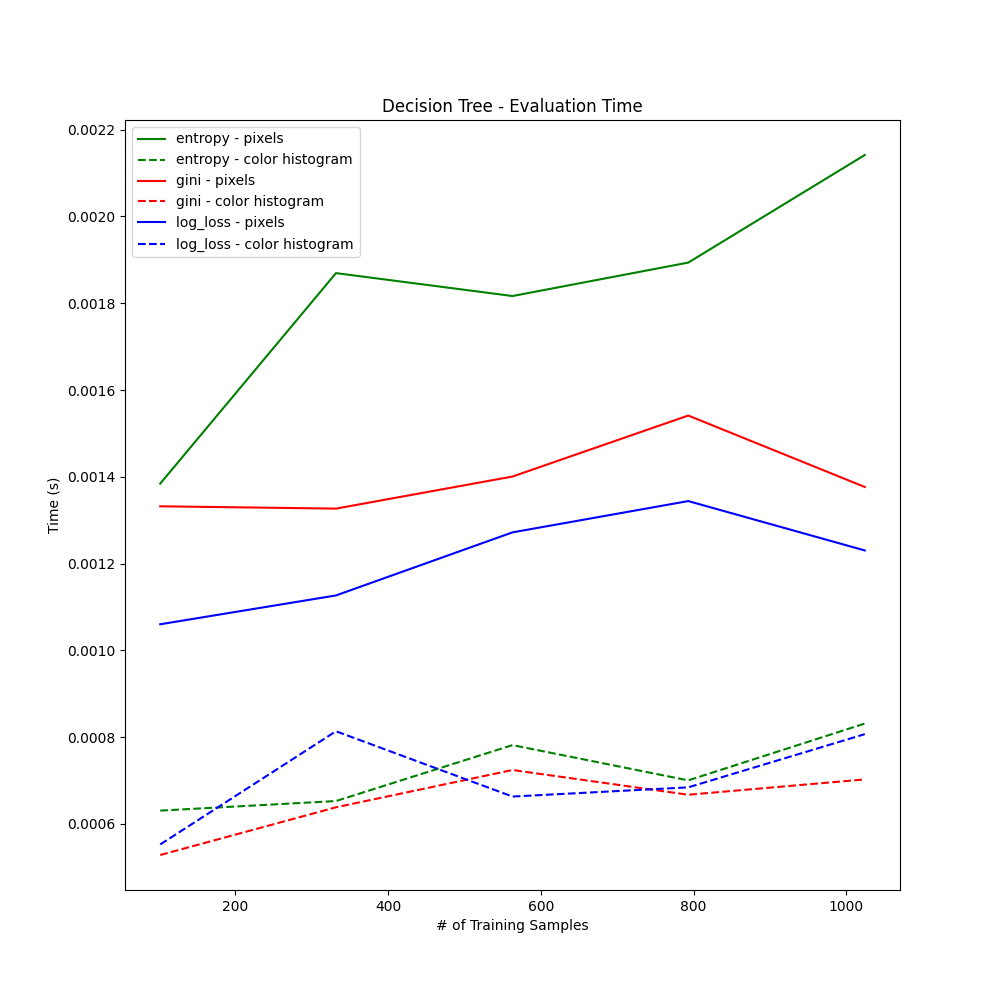 Decision Tree - Evaluation Time
0.0022
0.0020
0.0018
0.0016
0.0014
0.0012
0.0010
0.0008
0.0006
Time (s)
entropy - pixels
entropy - color histogram
gini - pixels
gini - color histogram
log_loss - pixels
log_loss - color histogram
200 400 600 800 1000
# of Training Samples